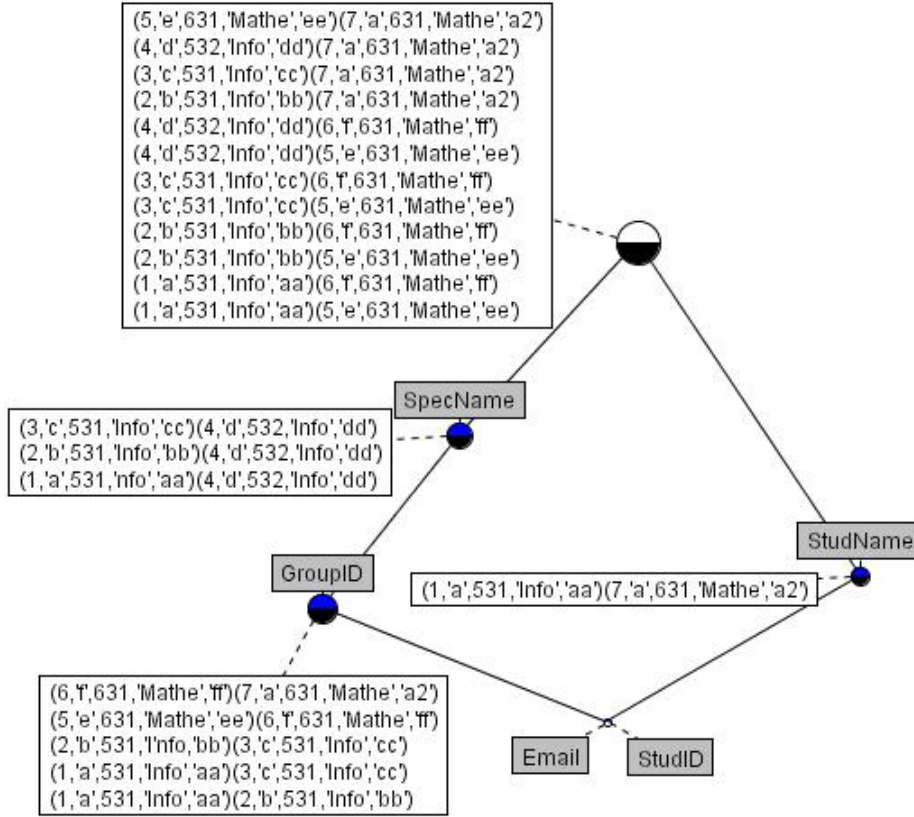 (5,'e',631,'Mathe','ee')(7,'a',631,'Mathe','a2')
(4,'d',532,'Info','dd')(7,'a',631,'Mathe','a2')
(3,'c',531,'Info','cc')(7,'a',631,'Mathe','a2')
(2,'b',531,'Info','bb')(7,'a',631,'Mathe','a2')
(4,'d',532,'Info','dd')(6,'f',631,'Mathe','ff')
(4,'d',532,'Info','dd')(5,'e',631,'Mathe','ee')
(3,'c',531,'Info','cc')(6,'f',631,'Mathe','ff')
(3,'c',531,'Info','cc')(5,'e',631,'Mathe','ee')
(2,'b',531,'Info','bb')(6,'f',631,'Mathe','ff')
(2,'b',531,'Info','bb')(5,'e',631,'Mathe','ee')
(1,'a',531,'Info','aa')(6,'f',631,'Mathe','ff')
(1,'a',531,'Info','aa')(5,'e',631,'Mathe','ee')
SpecName
(3,'c',531,'Info','cc')(4,'d',532,'Info','dd')
(2,'b',531,'Info','bb')(4,'d',532,'Info','dd')
(1,'a',531,'nfo','aa')(4,'d',532,'Info','dd')
StudName
GroupID
(1,'a',531,'Info','aa')(7,'a',631,'Mathe','a2')
(6,'f',631,'Mathe','ff')(7,'a',631,'Mathe','a2')
(5,'e',631,'Mathe','ee')(6,'f',631,'Mathe','ff')
(2,'b',531,'I'nfo','bb')(3,'c',531,'Info','cc')
(1,'a',531,'Info','aa')(3,'c',531,'Info','cc')
(1,'a',531,'Info','aa')(2,'b',531,'Info','bb')
Email
StudID